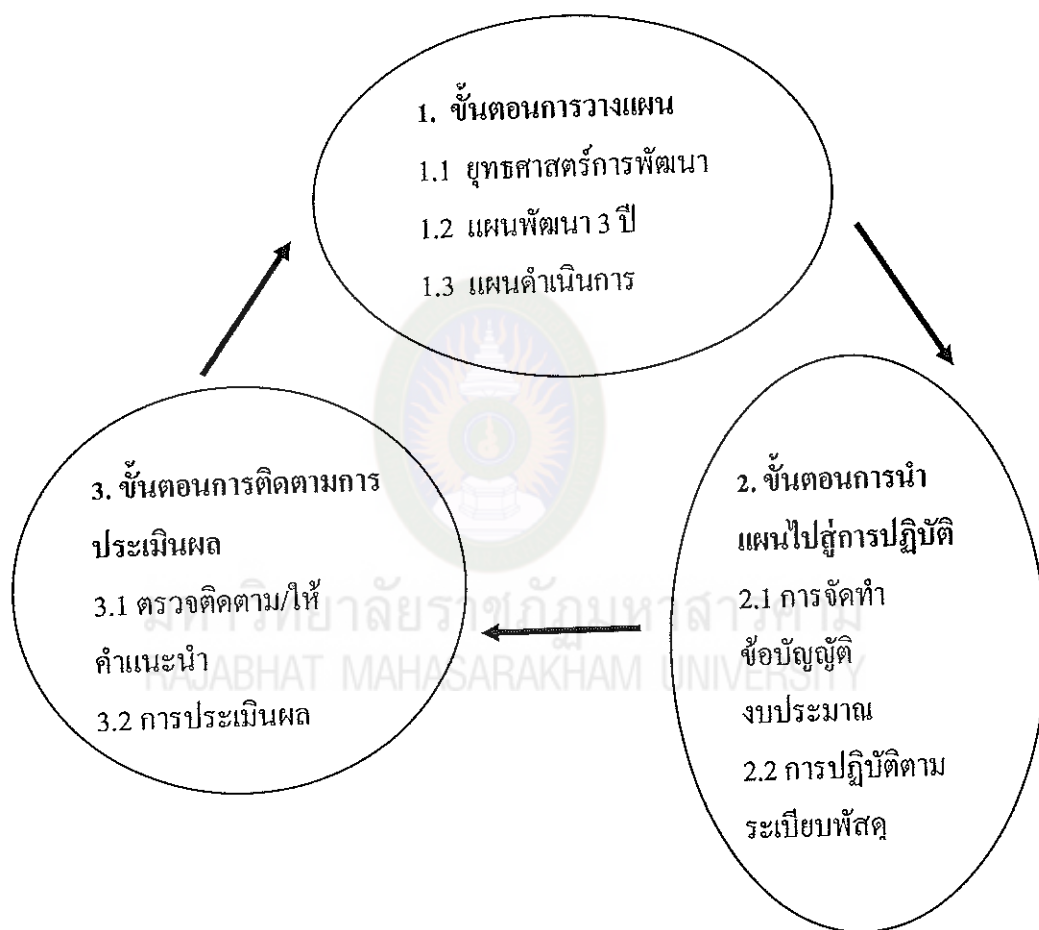 1. ขั้นตอนการวางแผน
1.1 ยุทธศาสตร์การพัฒนา
1.2 แผนพัฒนา 3 ปี
1.3 แผนดำเนินการ
2. ขั้นตอนการนำ
แผนไปสู่การปฏิบัติ
2.1 การจัดทำ
ข้อบัญญัติ
งบประมาณ
2.2 การปฏิบัติตาม
ระเบียบพัสดุ
3. ขั้นตอนการติดตามการ
ประเมินผล
3.1 ตรวจติดตาม/ให้
คำแนะนำ
3.2 การประเมินผล
มหาวิทยาลัยราชภัฏมหาสารคาม
RAJABHAT MAHASARAKHAM UNIVERSITY